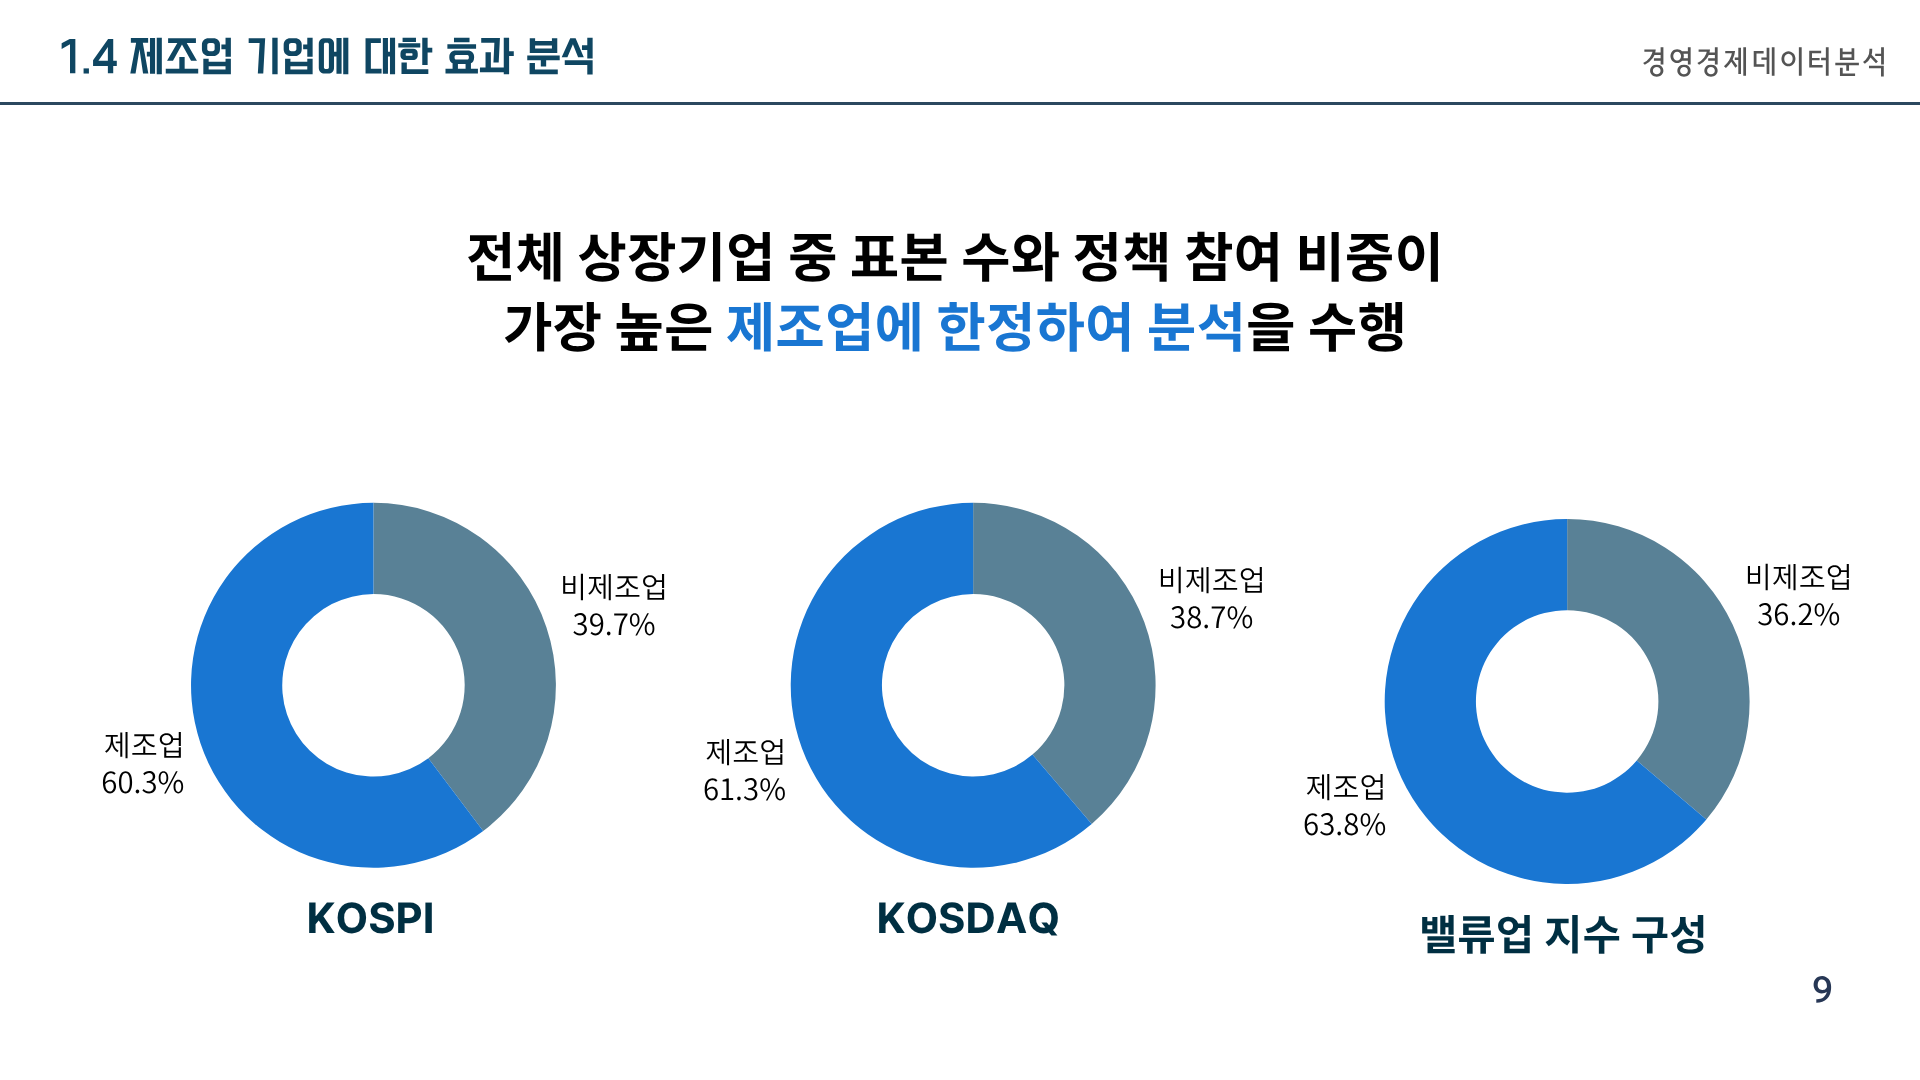 1.4 제조업 기업에 대한 효과 분석
경영경제데이터분석
전체 상장기업 중 표본 수와 정책 참여 비중이
가장 높은 제조업에 한정하여 분석을 수행
비제조업
39.7%
제조업
60.3%
KOSPI
비제조업
38.7%
제조업
61.3%
KOSDAQ
비제조업
36.2%
제조업
63.8%
밸류업 지수 구성
9